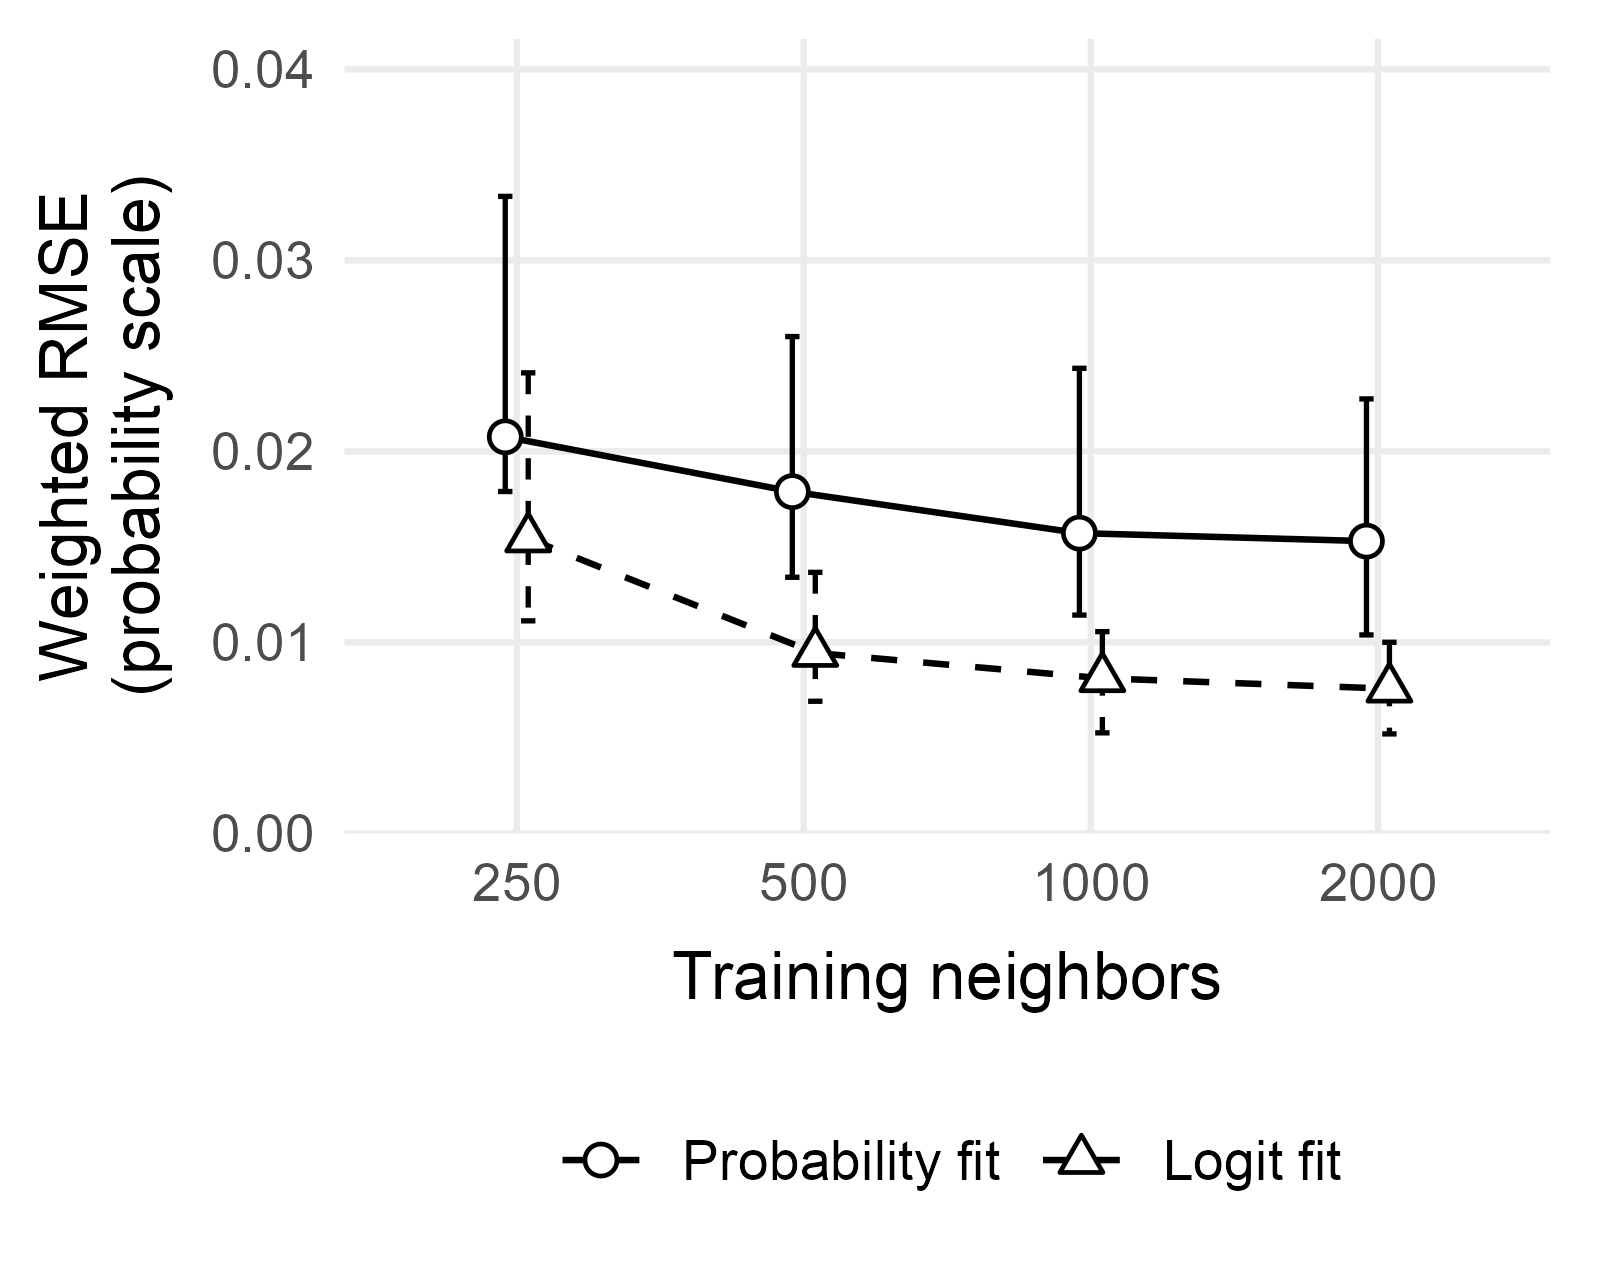 0.04
0.03
0.02
0.01
0.00
Weighted RMSE
(probability scale)
250 500 1000 2000
Training neighbors
Probability fit Logit fit